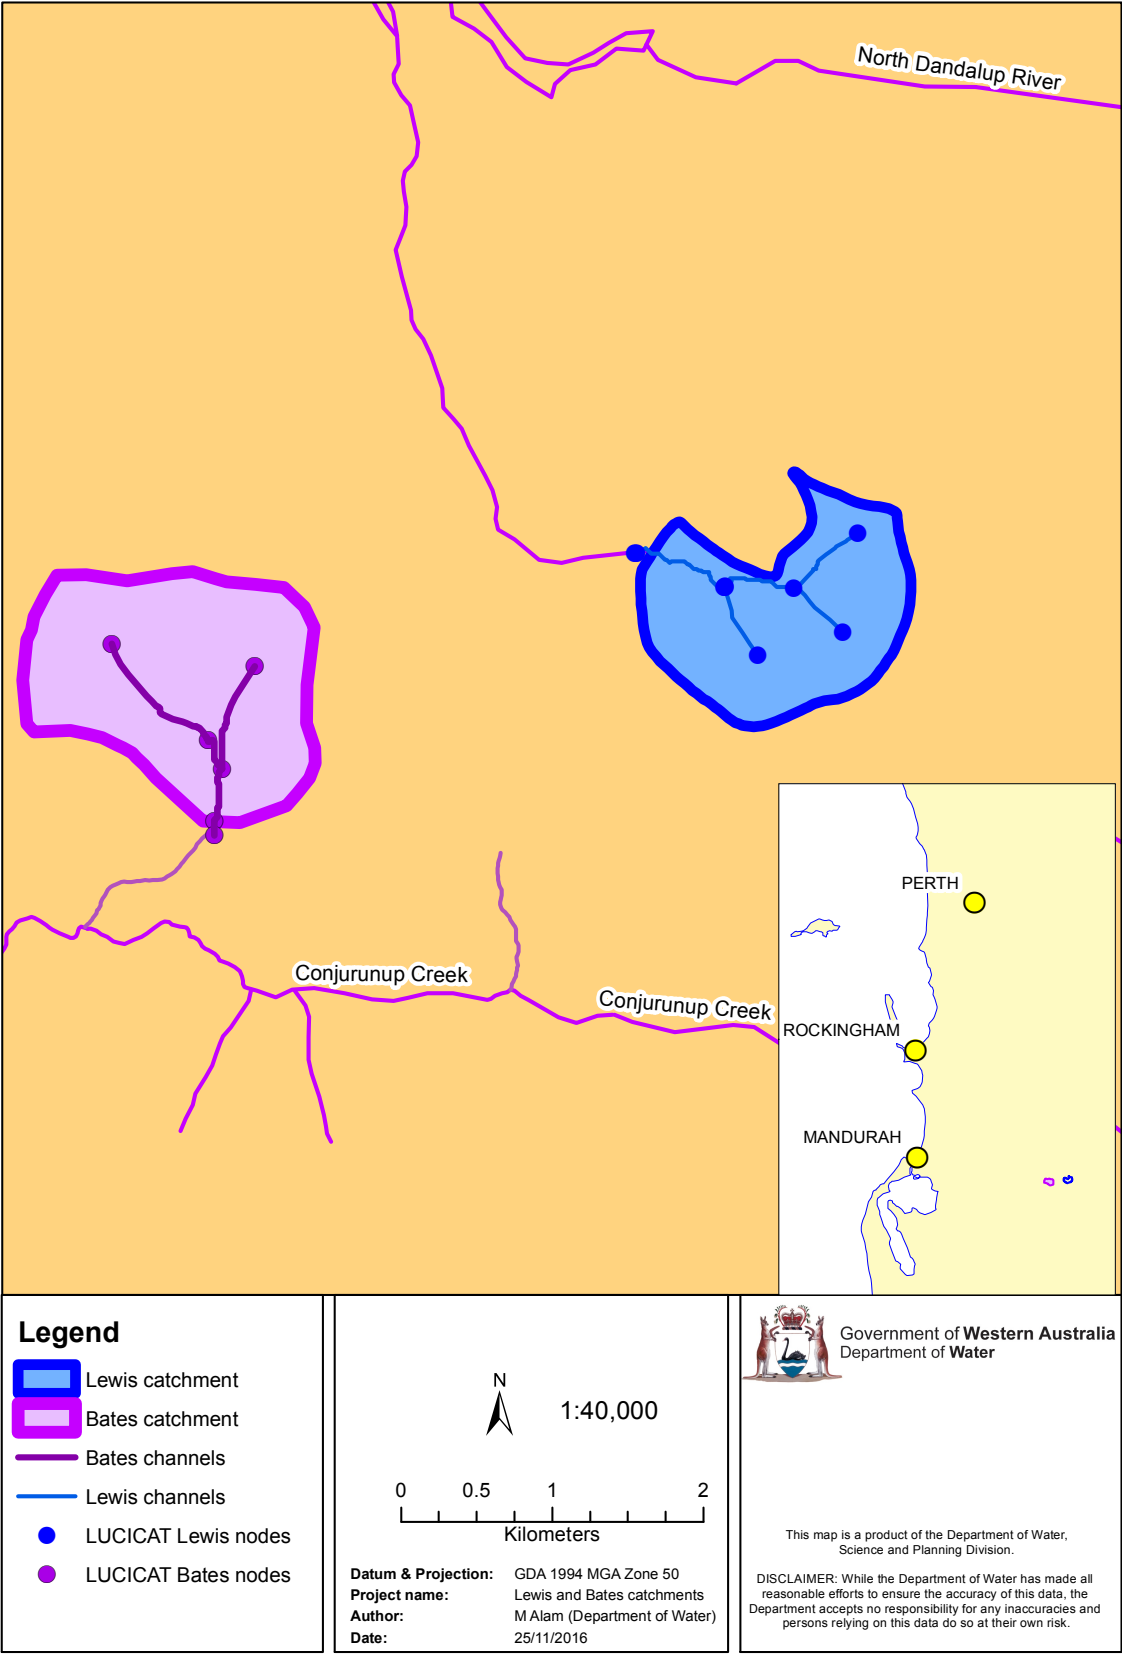 North Dandalup River
Conjurunup Creek
Conjurunup Creek
PERTH
ROCKINGHAM
MANDURAH
Legend
Lewis catchment
Bates catchment
Bates channels
Lewis channels
LUCICAT Lewis nodes
LUCICAT Bates nodes
N
1:40,000
0 0.5 1 2
Kilometers
Datum & Projection: GDA 1994 MGA Zone 50
Project name: Lewis and Bates catchments
Author: M Alam (Department of Water)
Date: 25/11/2016
Government of Western Australia
Department of Water
This map is a product of the Department of Water,
Science and Planning Division.
DISCLAIMER: While the Department of Water has made all
reasonable efforts to ensure the accuracy of this data, the
Department accepts no responsibility for any inaccuracies and
persons relying on this data do so at their own risk.